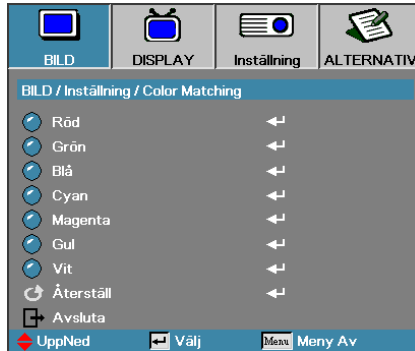 BILD DISPLAY Inställning ALTERNATIV
BILD / Inställning / Color Matching
Röd
Grön
Blå
Cyan
Magenta
Gul
Vit
Återställ
Avsluta
UppNed Välj Menu Meny Av